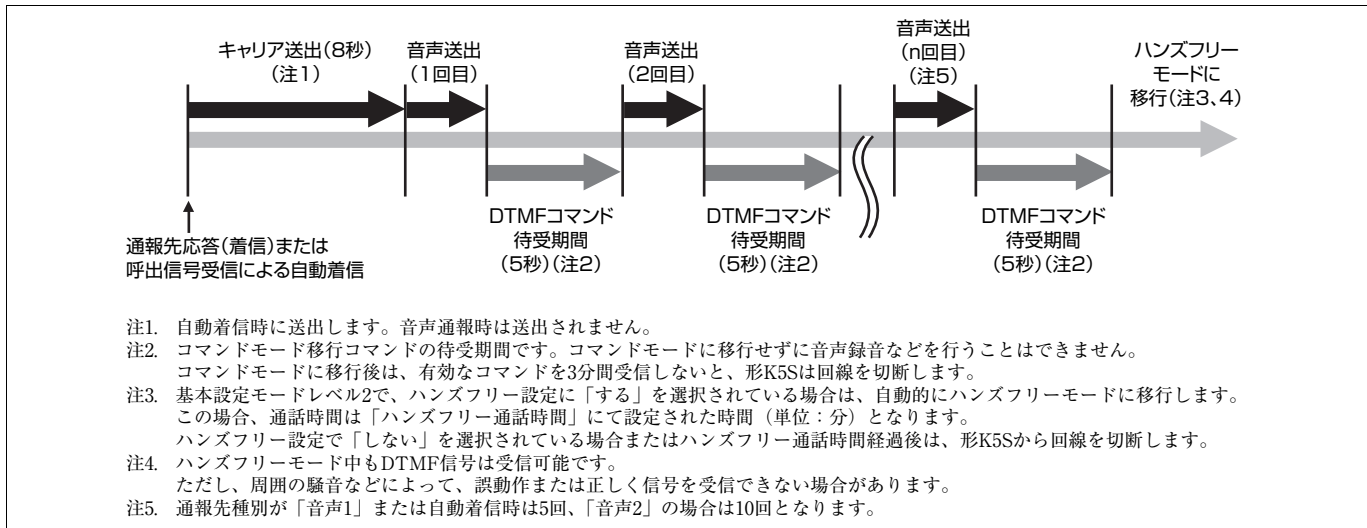 キャリア送出(8秒)
(注1)
音声送出
(1回目)
音声送出
(2回目)
音声送出
(n回目)
(注5)
ハンズフリー
モードに
移行(注3、4)
DTMFコマンド
待受期間
(5秒)(注2)
DTMFコマンド
待受期間
(5秒)(注2)
DTMFコマンド
待受期間
(5秒)(注2)
通報先応答(着信)または
呼出信号受信による自動着信
注1. 自動着信時に送出します。音声通報時は送出されません。
注2. コマンドモード移行コマンドの待受期間です。コマンドモードに移行せずに音声録音などを行うことはできません。
コマンドモードに移行後は、有効なコマンドを3分間受信しないと、形K5Sは回線を切断します。
注3. 基本設定モードレベル2で、ハンズフリー設定に「する」を選択されている場合は、自動的にハンズフリーモードに移行します。
この場合、通話時間は「ハンズフリー通話時間」にて設定された時間（単位：分）となります。
ハンズフリー設定で「しない」を選択されている場合またはハンズフリー通話時間経過後は、形K5Sから回線を切断します。
注4. ハンズフリーモード中もDTMF信号は受信可能です。
ただし、周囲の騒音などによって、誤動作または正しく信号を受信できない場合があります。
注5. 通報先種別が「音声1」または自動着信時は5回、「音声2」の場合は10回となります。